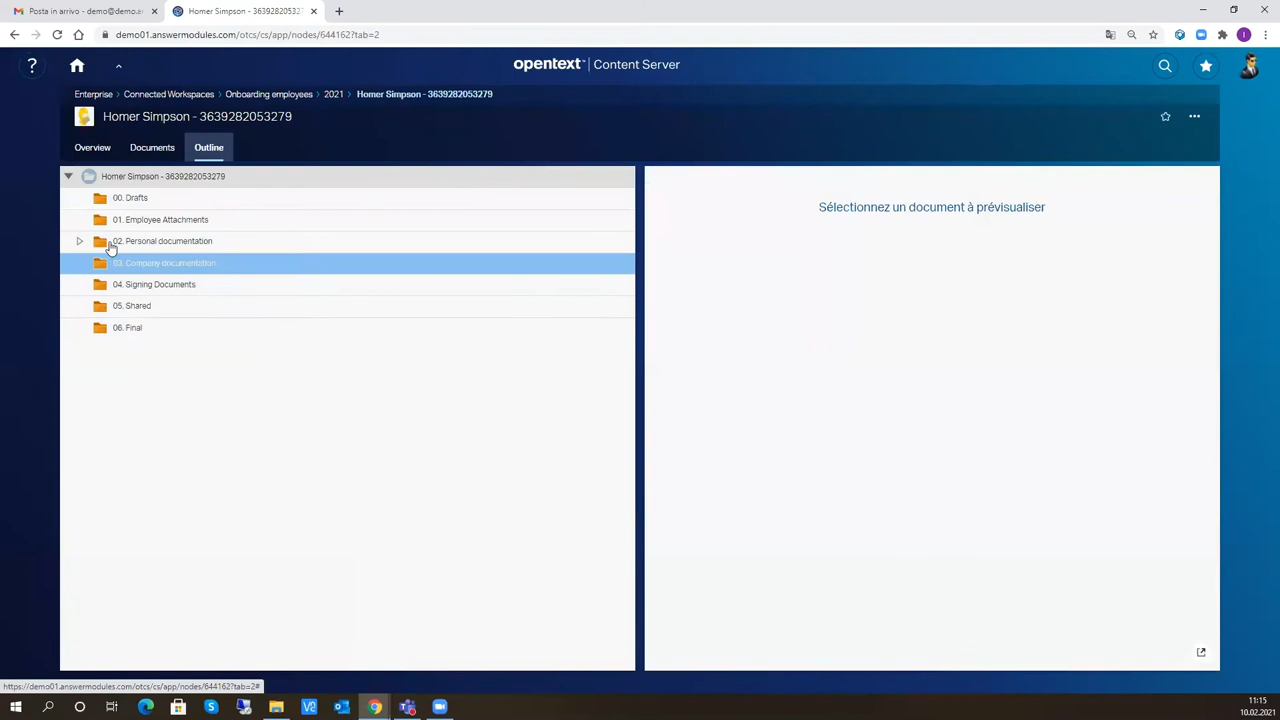 Posta in arrivo - demo@demo.a
Homer Simpson - 363928205327
demo01.answermodules.com/otcs/cs/app/nodes/644162?tab=2
opentext™ | Content Server
Enterprise > Connected Workspaces > Onboarding employees > 2021 > Homer Simpson - 3639282053279
Homer Simpson - 3639282053279
Overview Documents Outline
Homer Simpson - 3639282053279
00. Drafts
01. Employee Attachments
02. Personal documentation
03. Company documentation
04. Signing Documents
05. Shared
06. Final
Sélectionnez un document à prévisualiser
https://demo01.answermodules.com/otcs/cs/app/nodes/644162?tab=2#
11:15
10.02.2021